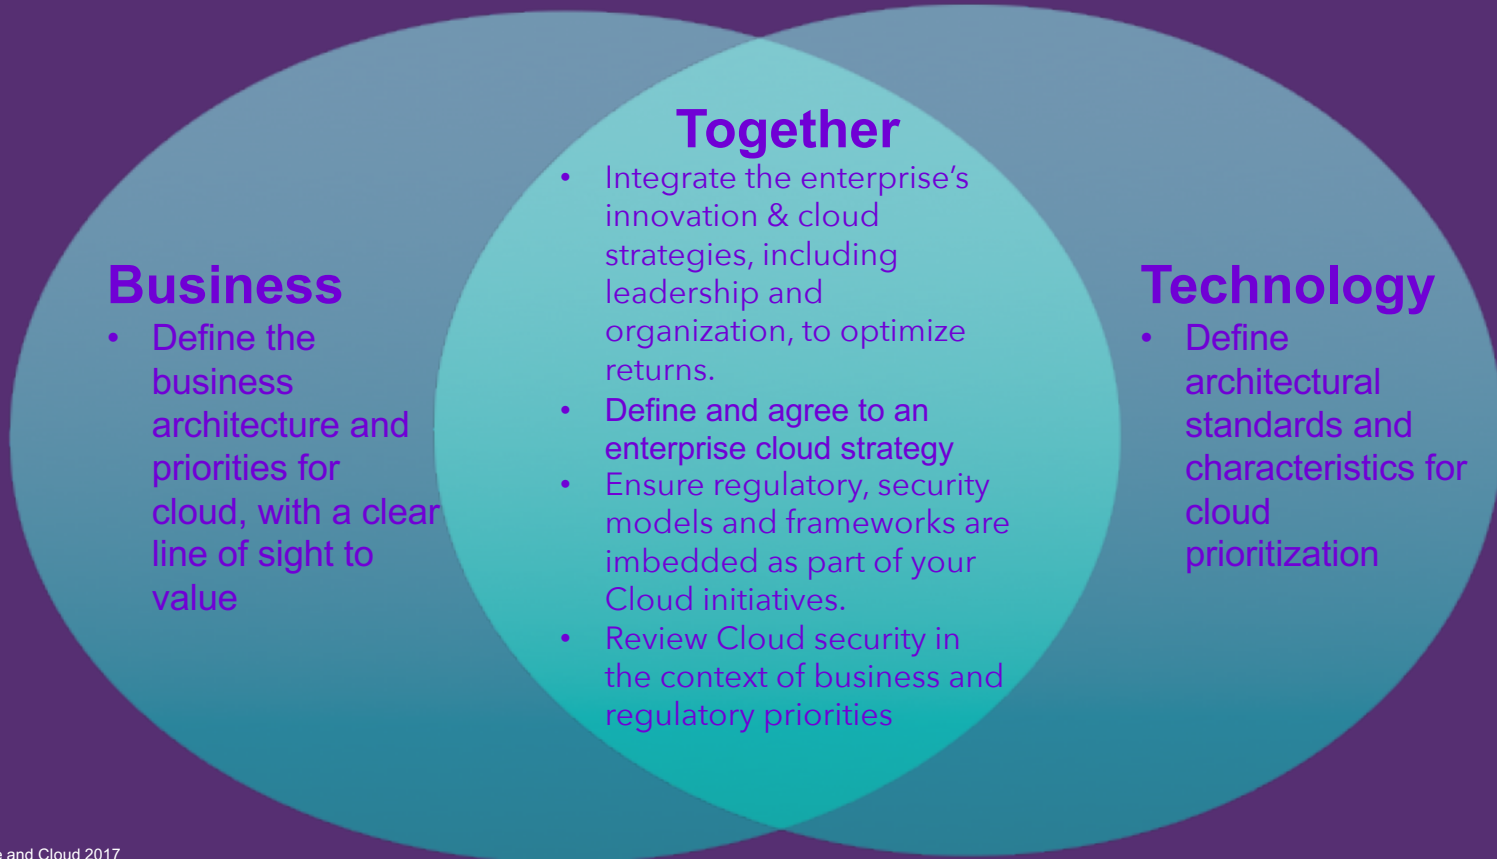 Together
• Integrate the enterprise’s
innovation & cloud
strategies, including
leadership and
organization, to optimize
returns.
• Define and agree to an
enterprise cloud strategy
• Ensure regulatory, security
models and frameworks are
imbedded as part of your
Cloud initiatives.
• Review Cloud security in
the context of business and
regulatory priorities
Business
• Define the
business
architecture and
priorities for
cloud, with a clear
line of sight to
value
Technology
• Define
architectural
standards and
characteristics for
cloud
prioritization
and Cloud 2017